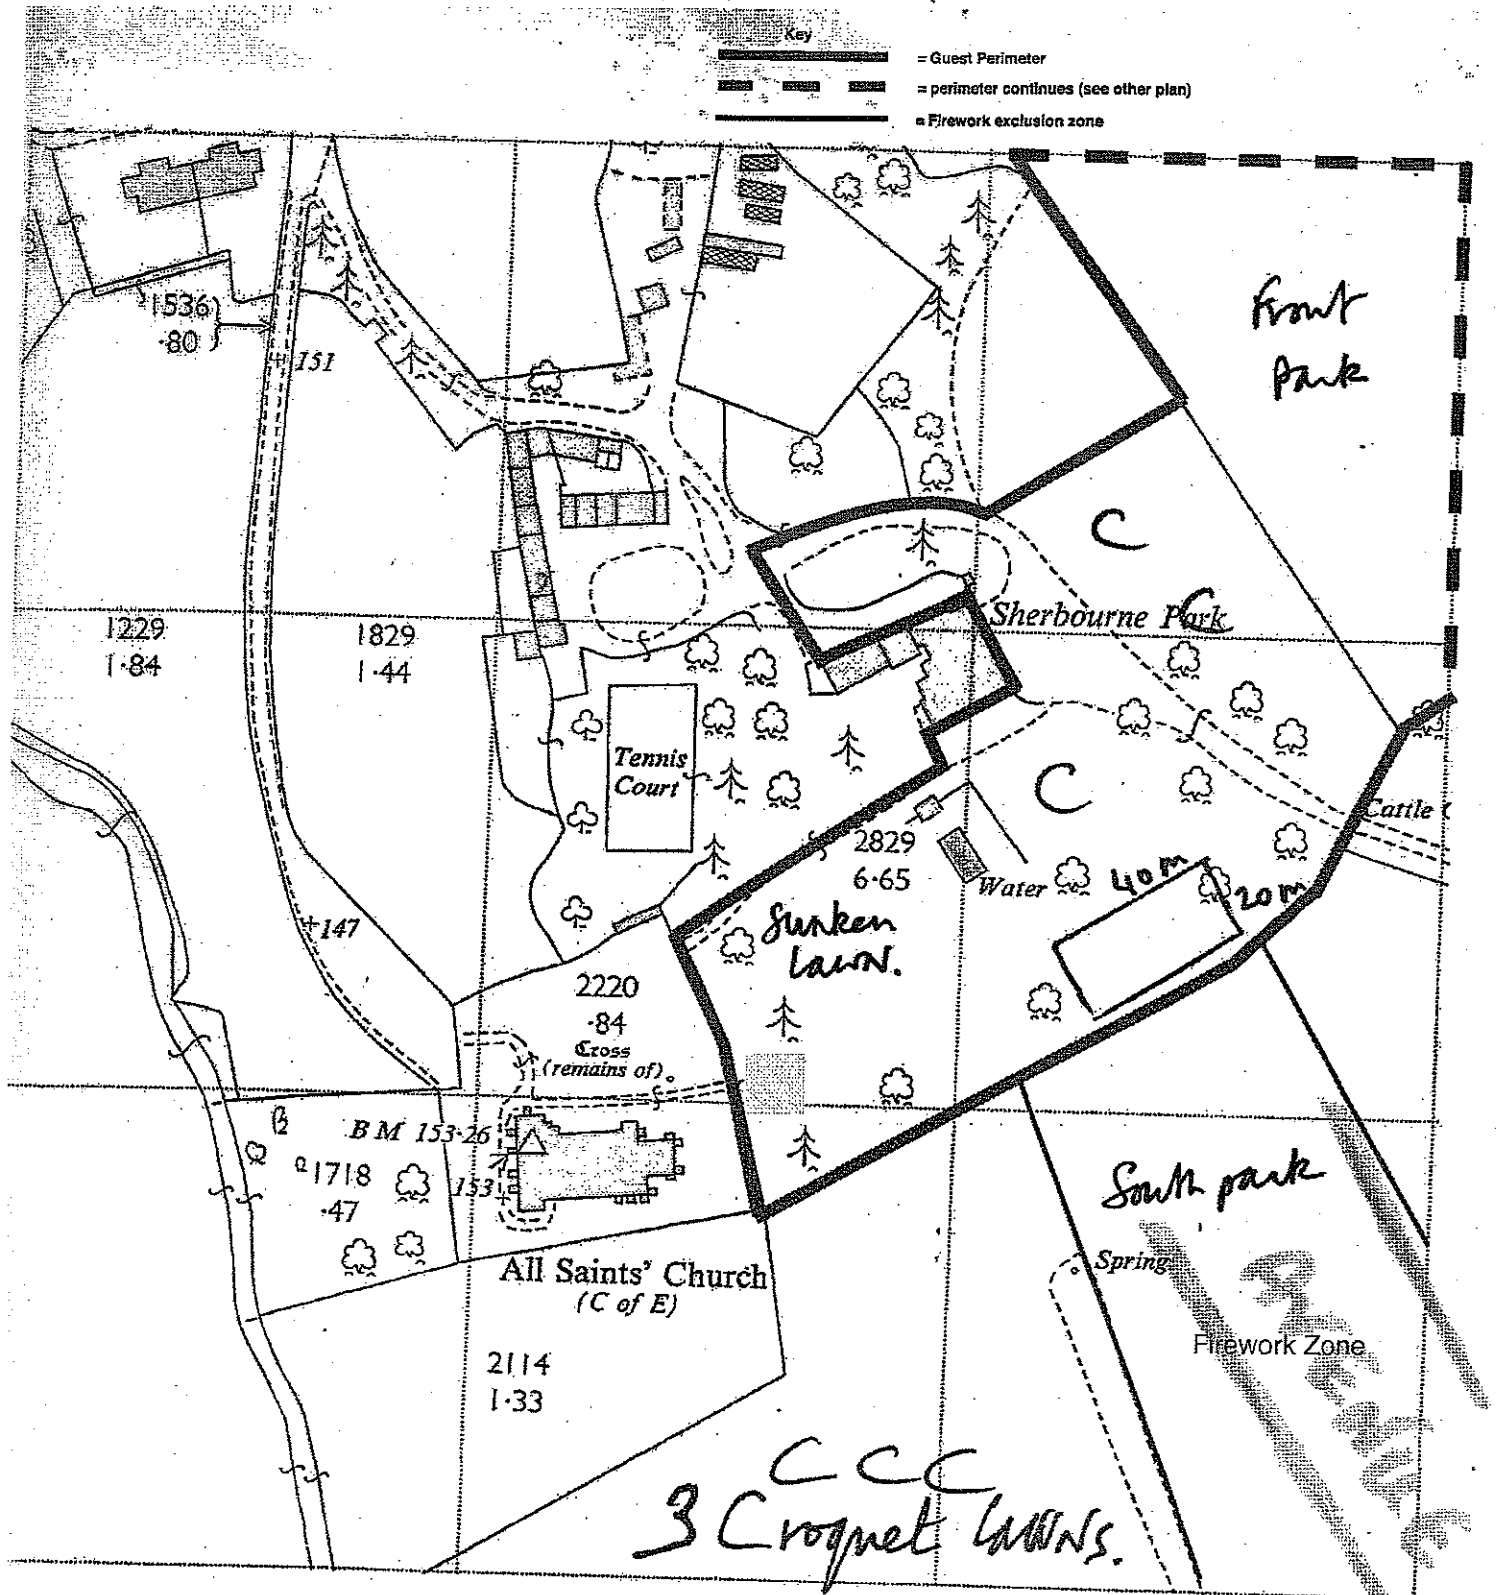 Key
= Guest Perimeter
= perimeter continues (see other plan)
= Firework exclusion zone
1536
·80
151
Front
Park
C
C
Sherbourne Park
1229
1·84
1829
1·44
Tennis
Court
C
Cattle
2829
6·65
Water
40m
20m
Sunken
Lawn.
147
2220
·84
Cross
(remains of)
BM 153·26
1718
·47
153
South park
All Saints' Church
(C of E)
Spring
Firework Zone
2114
1·33
C C C
3 Croquet Lawns.